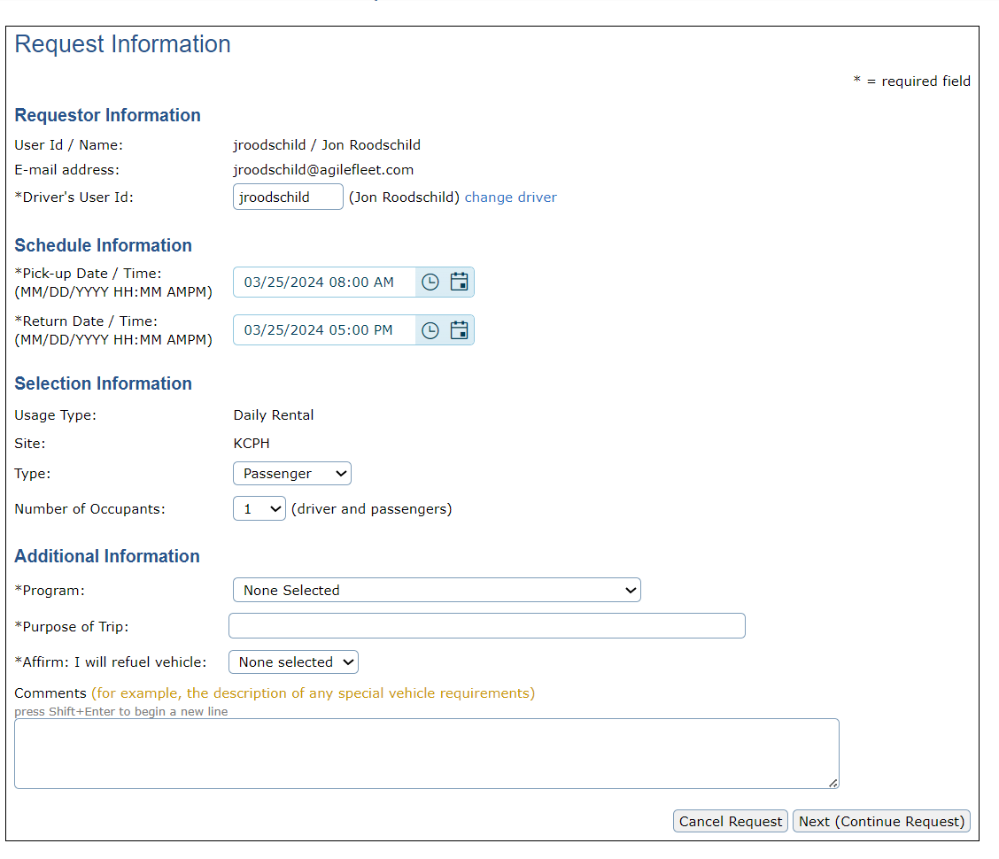 Request Information
* = required field
Requestor Information
User Id / Name: jroodschild / Jon Roodschild
E-mail address: jroodschild@agilefleet.com
*Driver's User Id: jroodschild (Jon Roodschild) change driver
Schedule Information
*Pick-up Date / Time:
(MM/DD/YYYY HH:MM AMPM) 03/25/2024 08:00 AM
*Return Date / Time:
(MM/DD/YYYY HH:MM AMPM) 03/25/2024 05:00 PM
Selection Information
Usage Type: Daily Rental
Site: KCPH
Type: Passenger
Number of Occupants: 1 (driver and passengers)
Additional Information
*Program: None Selected
*Purpose of Trip:
*Affirm: I will refuel vehicle: None selected
Comments (for example, the description of any special vehicle requirements)
press Shift+Enter to begin a new line
Cancel Request Next (Continue Request)